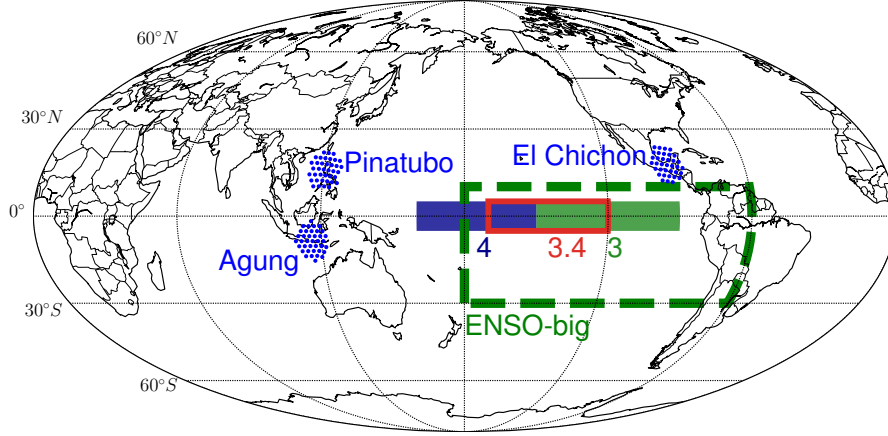 60°N
30°N
Pinatubo
El Chichon
0°
4
3.4
3
Agung
30°S
ENSO-big
60°S